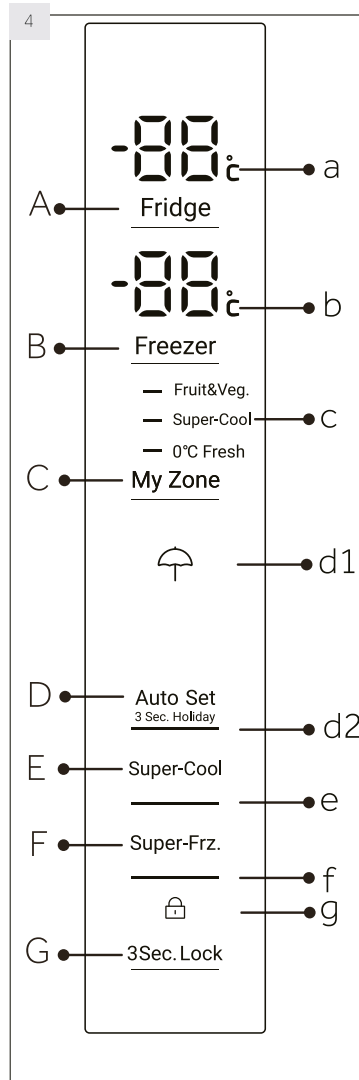 4
-88°c a
A Fridge
-88°c b
B Freezer
Fruit&Veg.
Super-Cool c
0°C Fresh
C My Zone
d1
D Auto Set
3 Sec. Holiday
d2
E Super-Cool
e
F Super-Frz.
f
g
G 3Sec. Lock